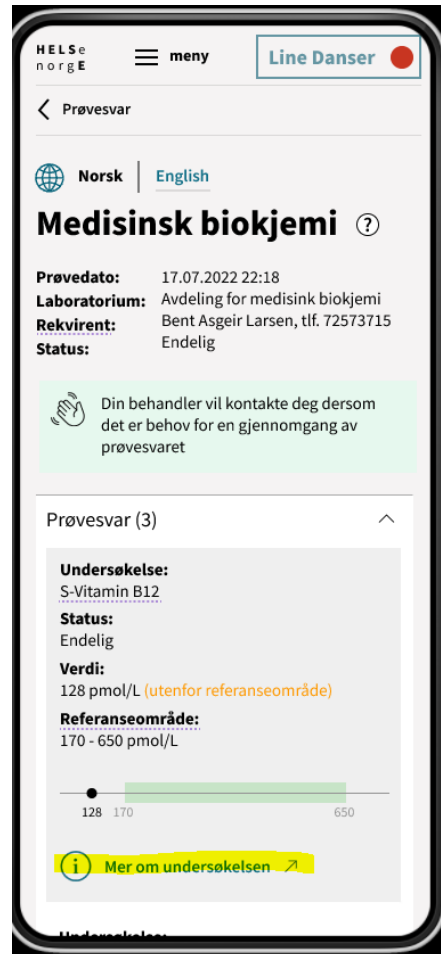 HELSe
norgE
meny
Line Danser
Prøvesvar
Norsk | English
Medisinsk biokjemi ?
Prøvedato: 17.07.2022 22:18
Laboratorium: Avdeling for medisink biokjemi
Rekvirent: Bent Asgeir Larsen, tlf. 72573715
Status: Endelig
Din behandler vil kontakte deg dersom
det er behov for en gjennomgang av
prøvesvaret
Prøvesvar (3)
Undersøkelse:
S-Vitamin B12
Status:
Endelig
Verdi:
128 pmol/L (utenfor referanseområde)
Referanseområde:
170 - 650 pmol/L
128 170 650
i Mer om undersøkelsen